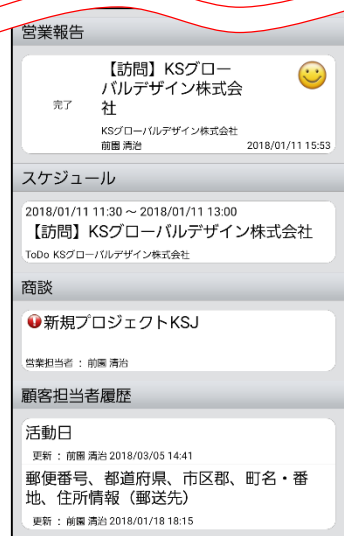 営業報告
【訪問】KSグロー
バルデザイン株式会
完了
社
KSグローバルデザイン株式会社
前園 清治 2018/01/11 15:53
スケジュール
2018/01/11 11:30 ~ 2018/01/11 13:00
【訪問】KSグローバルデザイン株式会社
ToDo KSグローバルデザイン株式会社
商談
新規プロジェクトKSJ
営業担当者 : 前園 清治
顧客担当者履歴
活動日
更新 : 前園 清治 2018/03/05 14:41
郵便番号、都道府県、市区郡、町名・番
地、住所情報（郵送先）
更新 : 前園 清治 2018/01/18 18:15